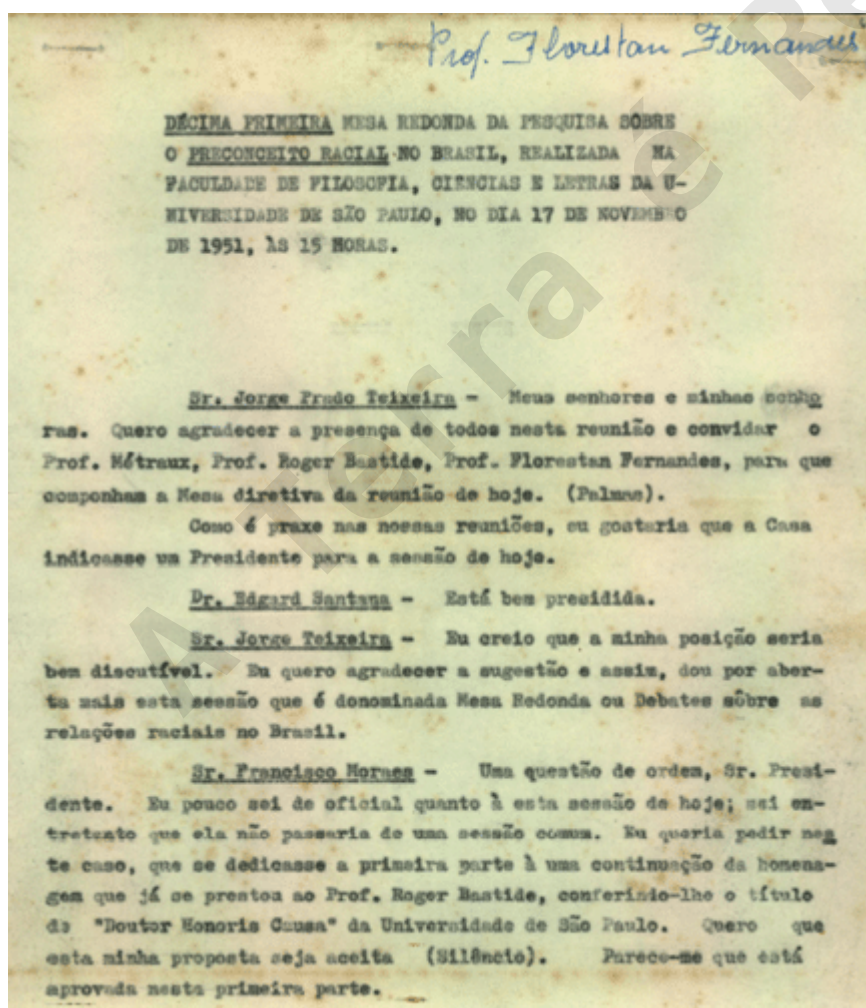 Prof. Florestan Fernandes
DÉCIMA PRIMEIRA MESA REDONDA DA PESQUISA SOBRE
O PRECONCEITO RACIAL NO BRASIL, REALIZADA NA
FACULDADE DE FILOSOFIA, CIENCIAS E LETRAS DA U-
NIVERSIDADE DE SÃO PAULO, NO DIA 17 DE NOVEMBRO
DE 1951, ÀS 15 HORAS.
Sr. Jorge Prado Teixeira - Meus senhores e minhas senho
ras. Quero agradecer a presença de todos nesta reunião e convidar o
Prof. Métraux, Prof. Roger Bastide, Prof. Florestan Fernandes, para que
componham a Mesa diretiva da reunião de hoje. (Palmas).
Como é praxe nas nossas reuniões, eu gostaria que a Casa
indicasse um Presidente para a sessão de hoje.
Dr. Edgard Santana - Está bem presidida.
Sr. Jorge Teixeira - Eu creio que a minha posição seria
bem discutível. Eu quero agradecer a sugestão e assim, dou por aber-
ta mais esta sessão que é donominada Mesa Redonda ou Debates sôbre as
relações raciais no Brasil.
Sr. Francisco Moraes - Uma questão de ordem, Sr. Presi-
dente. Eu pouco sei de oficial quanto à esta sessão de hoje; sei en-
tretanto que ela não passaria de uma sessão comum. Eu queria pedir nes
te caso, que se dedicasse a primeira parte à uma continuação da homena-
gem que já se prestou ao Prof. Roger Bastide, conferindo-lhe o título
de "Doutor Honoris Causa" da Universidade de São Paulo. Quero que
esta minha proposta seja aceita (Silêncio). Parece-me que está
aprovada nesta primeira parte.
A Terra é Re